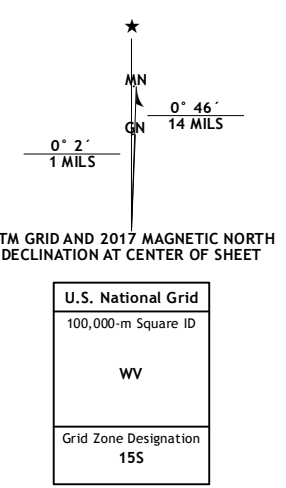 ★
MN
0° 46´
14 MILS
GN
0° 2´
1 MILS
TM GRID AND 2017 MAGNETIC NORTH
DECLINATION AT CENTER OF SHEET
U.S. National Grid
100,000-m Square ID
WV
Grid Zone Designation
15S